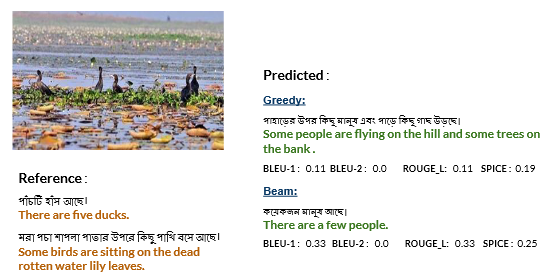 Reference :
পাঁচটি হাঁস আছে।
There are five ducks.
মরা পচা শাপলা পাতার উপরে কিছু পাখি বসে আছে।
Some birds are sitting on the dead
rotten water lily leaves.
Predicted :
Greedy:
পাহাড়ের উপর কিছু মানুষ এবং পাড়ে কিছু গাছ উড়ছে।
Some people are flying on the hill and some trees on
the bank .
BLEU-1 : 0.11 BLEU-2 : 0.0 ROUGE_L: 0.11 SPICE : 0.19
Beam:
কয়েকজন মানুষ আছে।
There are a few people.
BLEU-1 : 0.33 BLEU-2 : 0.0 ROUGE_L: 0.33 SPICE : 0.25